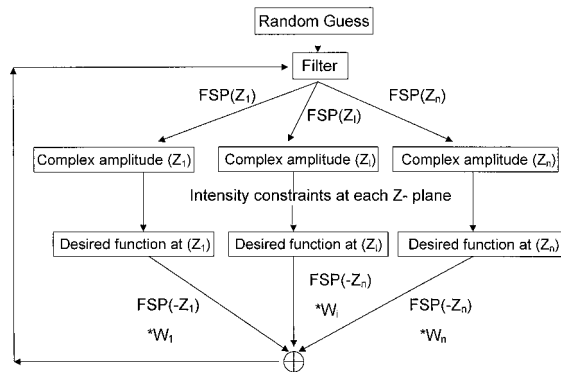 Random Guess
Filter
FSP(Z₁)
FSP(Zᵢ)
FSP(Zₙ)
Complex amplitude (Z₁)
Complex amplitude (Zᵢ)
Complex amplitude (Zₙ)
Intensity constraints at each Z- plane
Desired function at (Z₁)
Desired function at (Zᵢ)
Desired function at (Zₙ)
FSP(-Z₁)
*W₁
FSP(-Zₙ)
*Wᵢ
FSP(-Zₙ)
*Wₙ